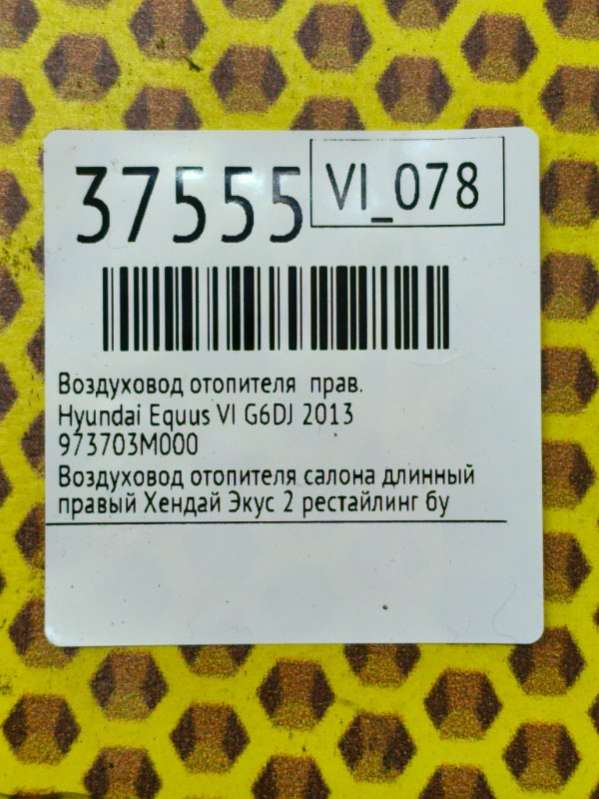 37555
VI_078
Воздуховод отопителя прав.
Hyundai Equus VI G6DJ 2013
973703M000
Воздуховод отопителя салона длинный
правый Хендай Экус 2 рестайлинг бу